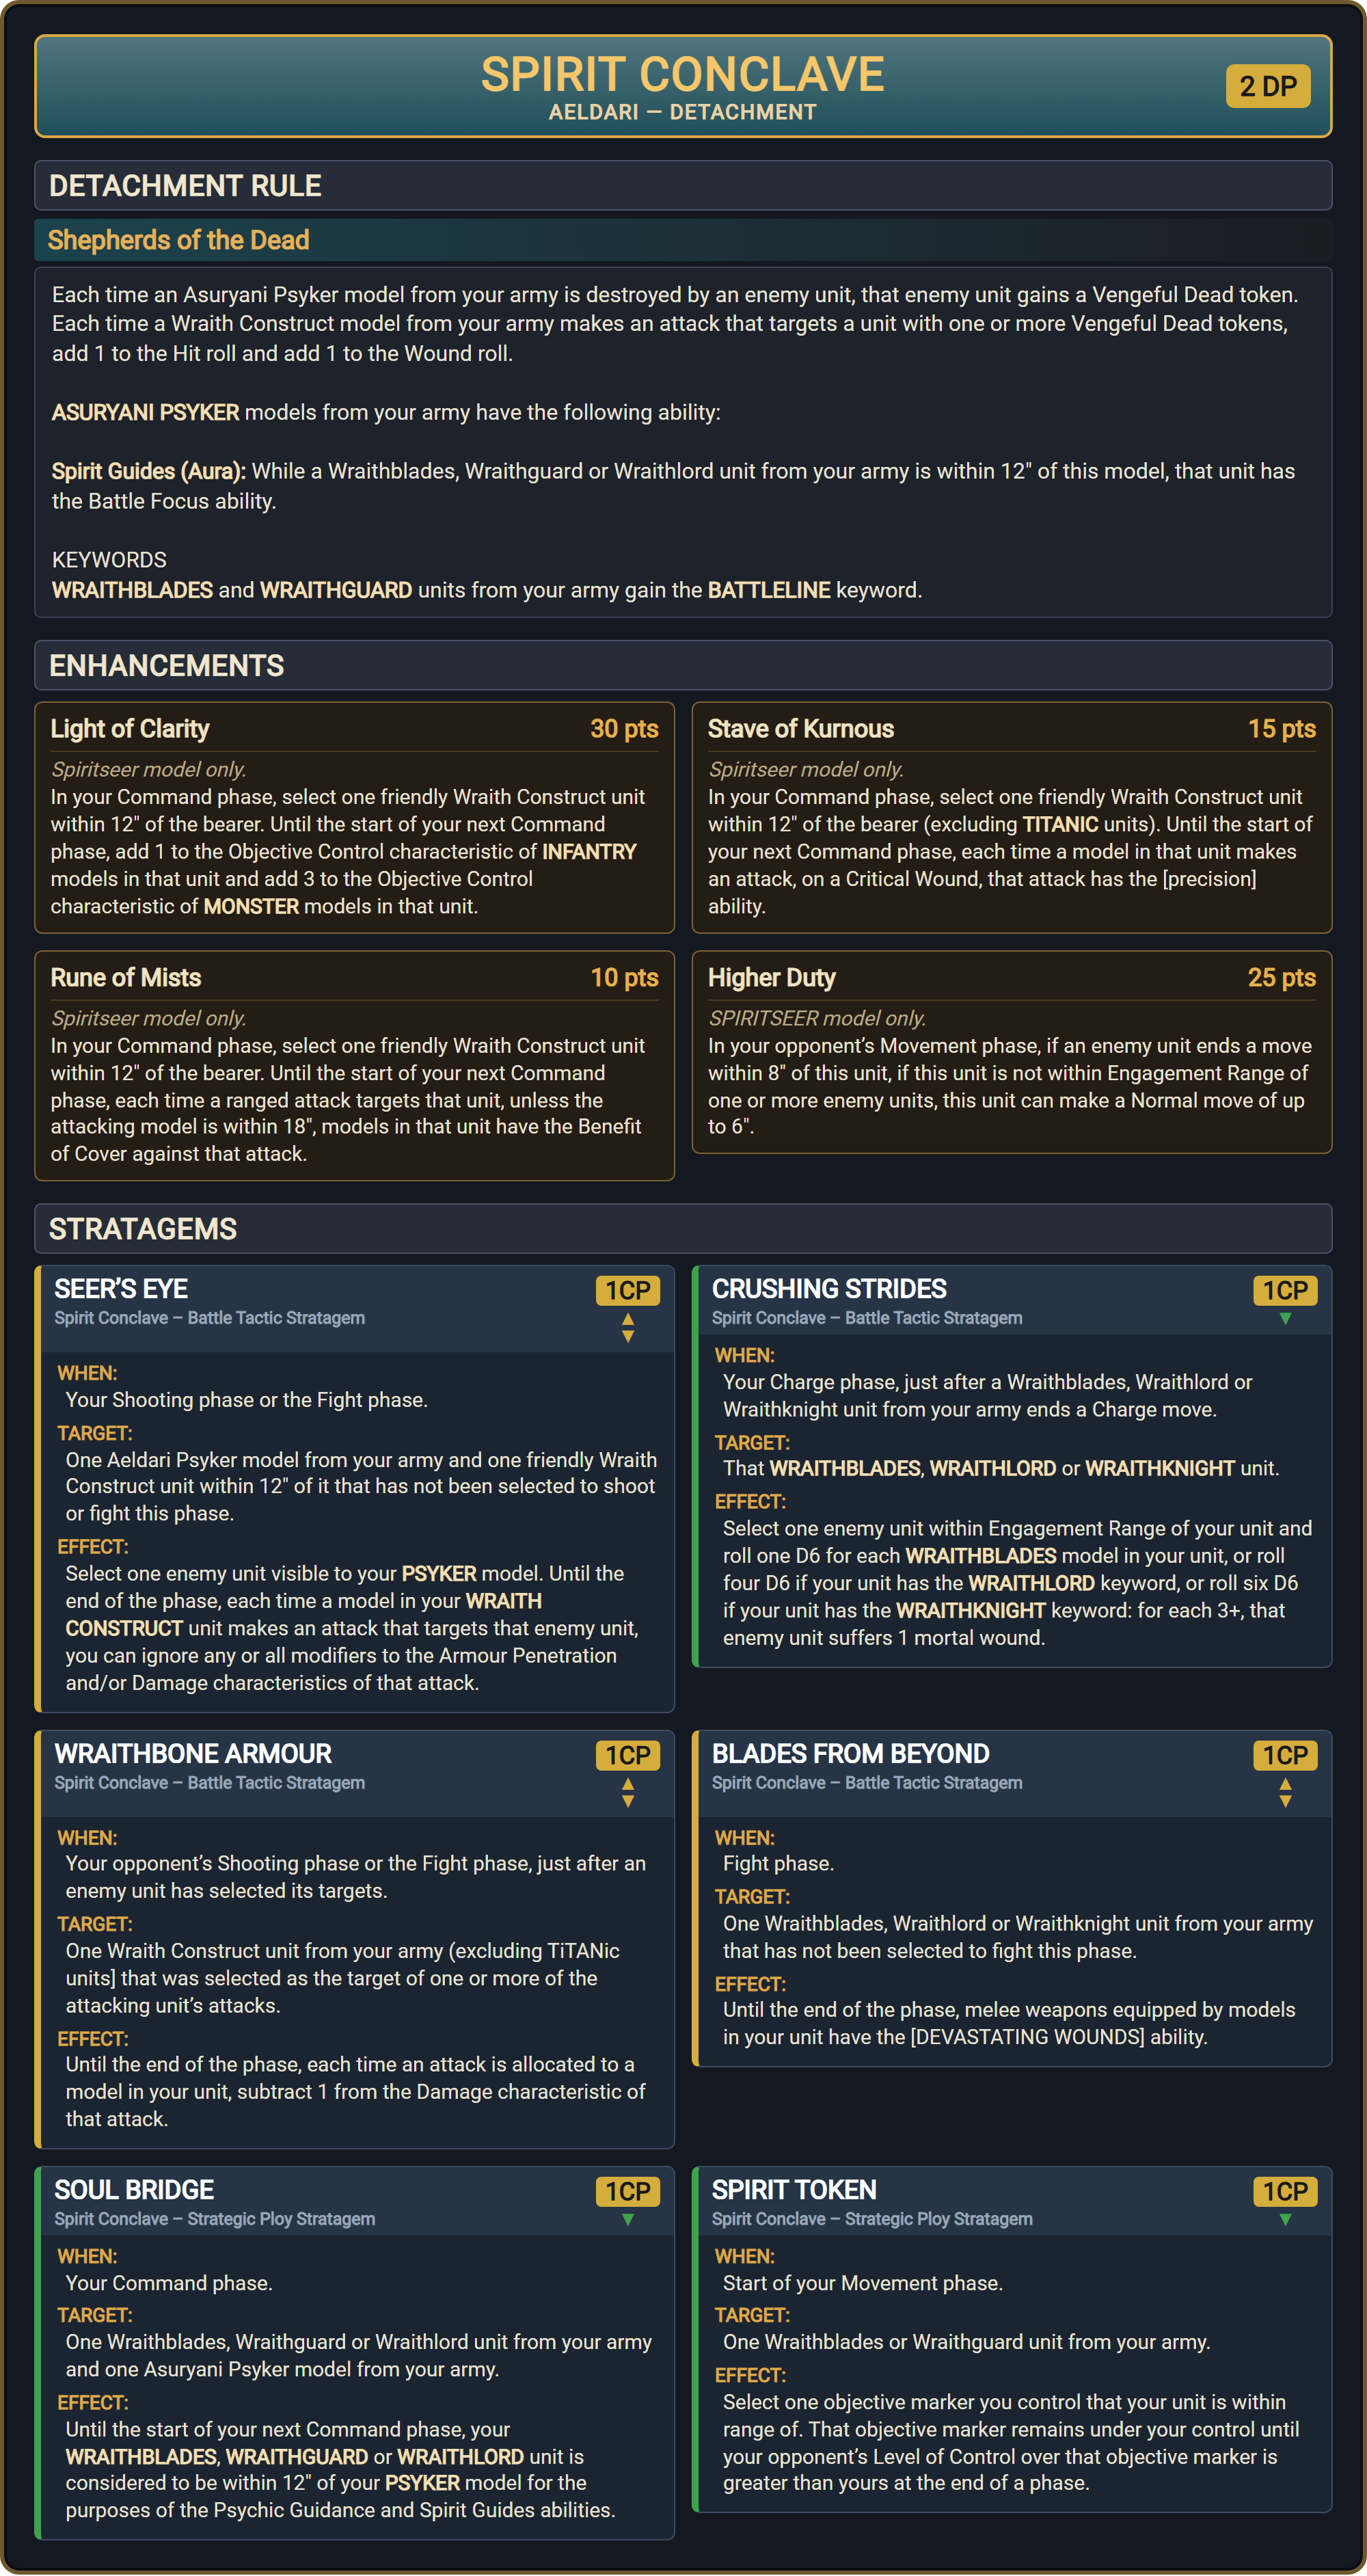 SPIRIT CONCLAVE
AELDARI — DETACHMENT
2 DP
DETACHMENT RULE
Shepherds of the Dead
Each time an Asuryani Psyker model from your army is destroyed by an enemy unit, that enemy unit gains a Vengeful Dead token.
Each time a Wraith Construct model from your army makes an attack that targets a unit with one or more Vengeful Dead tokens,
add 1 to the Hit roll and add 1 to the Wound roll.
ASURYANI PSYKER models from your army have the following ability:
Spirit Guides (Aura): While a Wraithblades, Wraithguard or Wraithlord unit from your army is within 12" of this model, that unit has
the Battle Focus ability.
KEYWORDS
WRAITHBLADES and WRAITHGUARD units from your army gain the BATTLELINE keyword.
ENHANCEMENTS
Light of Clarity
30 pts
Spiritseer model only.
In your Command phase, select one friendly Wraith Construct unit
within 12" of the bearer. Until the start of your next Command
phase, add 1 to the Objective Control characteristic of INFANTRY
models in that unit and add 3 to the Objective Control
characteristic of MONSTER models in that unit.
Stave of Kurnous
15 pts
Spiritseer model only.
In your Command phase, select one friendly Wraith Construct unit
within 12" of the bearer (excluding TITANIC units). Until the start of
your next Command phase, each time a model in that unit makes
an attack, on a Critical Wound, that attack has the [precision]
ability.
Rune of Mists
10 pts
Spiritseer model only.
In your Command phase, select one friendly Wraith Construct unit
within 12" of the bearer. Until the start of your next Command
phase, each time a ranged attack targets that unit, unless the
attacking model is within 18", models in that unit have the Benefit
of Cover against that attack.
Higher Duty
25 pts
SPIRITSEER model only.
In your opponent’s Movement phase, if an enemy unit ends a move
within 8" of this unit, if this unit is not within Engagement Range of
one or more enemy units, this unit can make a Normal move of up
to 6".
STRATAGEMS
SEER’S EYE
1CP
Spirit Conclave – Battle Tactic Stratagem
▲
▼
WHEN:
Your Shooting phase or the Fight phase.
TARGET:
One Aeldari Psyker model from your army and one friendly Wraith
Construct unit within 12" of it that has not been selected to shoot
or fight this phase.
EFFECT:
Select one enemy unit visible to your PSYKER model. Until the
end of the phase, each time a model in your WRAITH
CONSTRUCT unit makes an attack that targets that enemy unit,
you can ignore any or all modifiers to the Armour Penetration
and/or Damage characteristics of that attack.
CRUSHING STRIDES
1CP
Spirit Conclave – Battle Tactic Stratagem
▼
WHEN:
Your Charge phase, just after a Wraithblades, Wraithlord or
Wraithknight unit from your army ends a Charge move.
TARGET:
That WRAITHBLADES, WRAITHLORD or WRAITHKNIGHT unit.
EFFECT:
Select one enemy unit within Engagement Range of your unit and
roll one D6 for each WRAITHBLADES model in your unit, or roll
four D6 if your unit has the WRAITHLORD keyword, or roll six D6
if your unit has the WRAITHKNIGHT keyword: for each 3+, that
enemy unit suffers 1 mortal wound.
WRAITHBONE ARMOUR
1CP
Spirit Conclave – Battle Tactic Stratagem
▲
▼
WHEN:
Your opponent’s Shooting phase or the Fight phase, just after an
enemy unit has selected its targets.
TARGET:
One Wraith Construct unit from your army (excluding TiTANic
units] that was selected as the target of one or more of the
attacking unit’s attacks.
EFFECT:
Until the end of the phase, each time an attack is allocated to a
model in your unit, subtract 1 from the Damage characteristic of
that attack.
BLADES FROM BEYOND
1CP
Spirit Conclave – Battle Tactic Stratagem
▲
▼
WHEN:
Fight phase.
TARGET:
One Wraithblades, Wraithlord or Wraithknight unit from your army
that has not been selected to fight this phase.
EFFECT:
Until the end of the phase, melee weapons equipped by models
in your unit have the [DEVASTATING WOUNDS] ability.
SOUL BRIDGE
1CP
Spirit Conclave – Strategic Ploy Stratagem
▼
WHEN:
Your Command phase.
TARGET:
One Wraithblades, Wraithguard or Wraithlord unit from your army
and one Asuryani Psyker model from your army.
EFFECT:
Until the start of your next Command phase, your
WRAITHBLADES, WRAITHGUARD or WRAITHLORD unit is
considered to be within 12" of your PSYKER model for the
purposes of the Psychic Guidance and Spirit Guides abilities.
SPIRIT TOKEN
1CP
Spirit Conclave – Strategic Ploy Stratagem
▼
WHEN:
Start of your Movement phase.
TARGET:
One Wraithblades or Wraithguard unit from your army.
EFFECT:
Select one objective marker you control that your unit is within
range of. That objective marker remains under your control until
your opponent’s Level of Control over that objective marker is
greater than yours at the end of a phase.